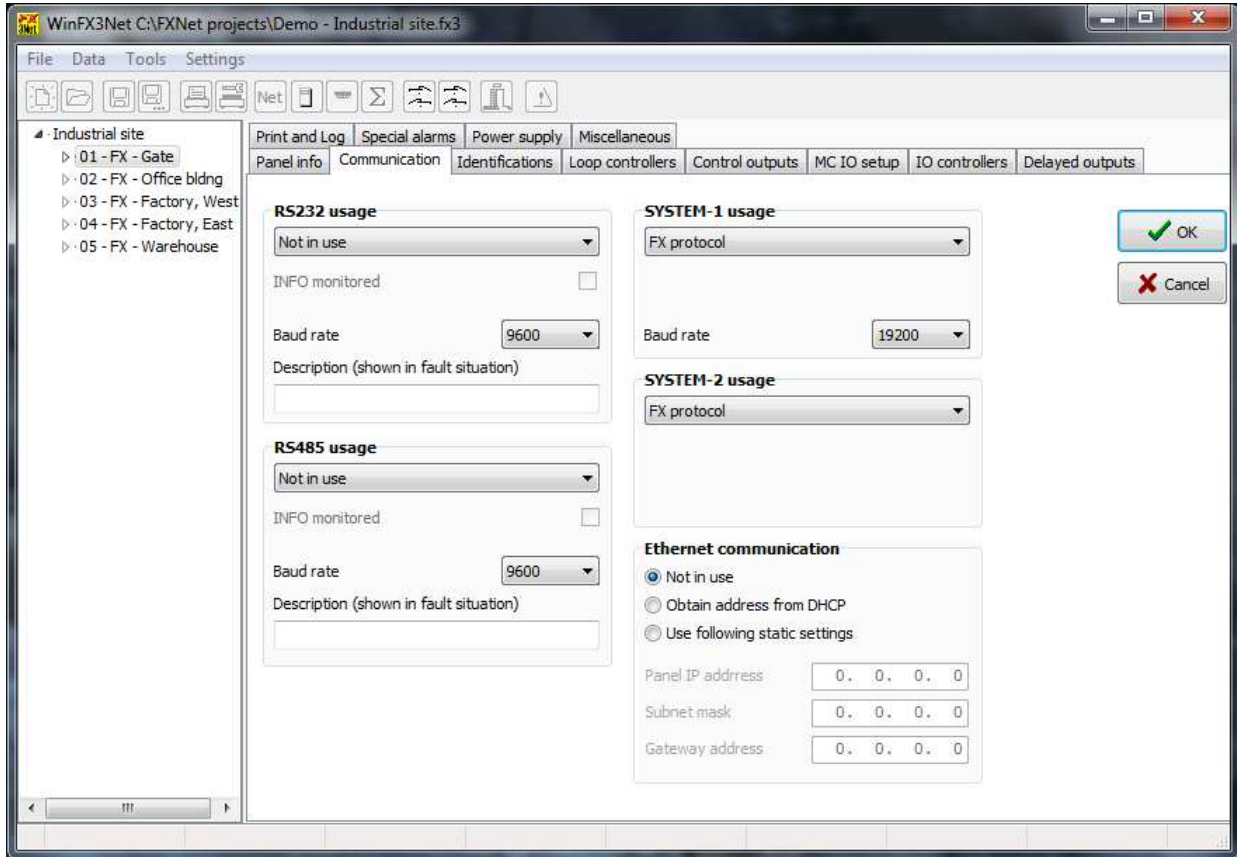 WinFX3Net C:\FXNet projects\Demo - Industrial site.fx3
File Data Tools Settings
Net Σ
Industrial site
01 - FX - Gate
02 - FX - Office bldng
03 - FX - Factory, West
04 - FX - Factory, East
05 - FX - Warehouse
Print and Log Special alarms Power supply Miscellaneous
Panel info Communication Identifications Loop controllers Control outputs MC IO setup IO controllers Delayed outputs
RS232 usage
Not in use
INFO monitored
Baud rate 9600
Description (shown in fault situation)
RS485 usage
Not in use
INFO monitored
Baud rate 9600
Description (shown in fault situation)
SYSTEM-1 usage
FX protocol
Baud rate 19200
SYSTEM-2 usage
FX protocol
Ethernet communication
Not in use
Obtain address from DHCP
Use following static settings
Panel IP addrress 0. 0. 0. 0
Subnet mask 0. 0. 0. 0
Gateway address 0. 0. 0. 0
OK
Cancel